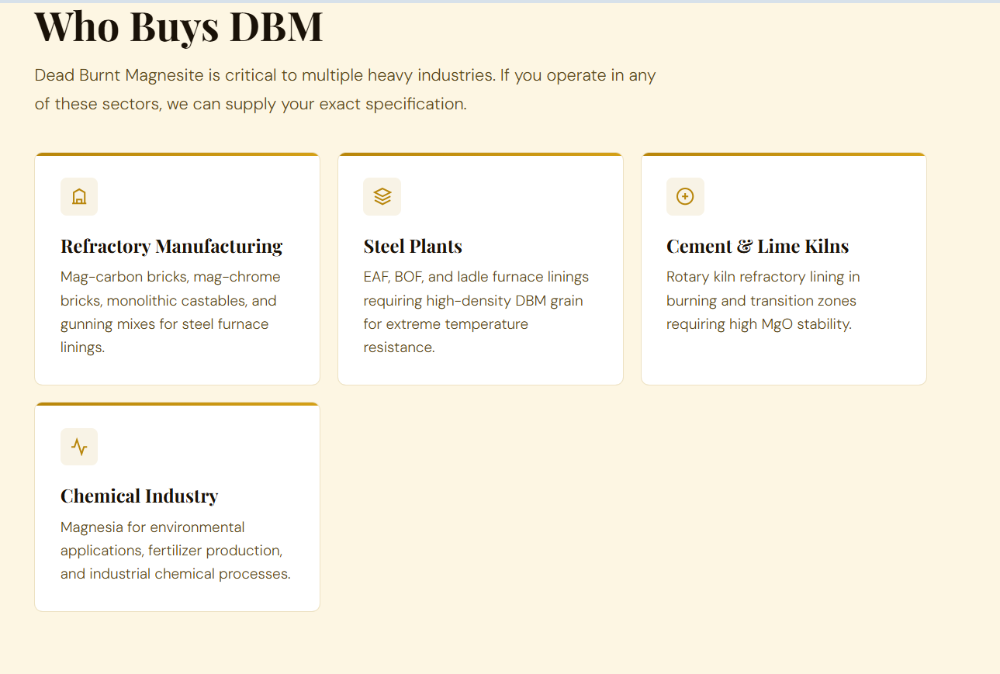 Who Buys DBM
Dead Burnt Magnesite is critical to multiple heavy industries. If you operate in any
of these sectors, we can supply your exact specification.
Refractory Manufacturing
Mag-carbon bricks, mag-chrome
bricks, monolithic castables, and
gunning mixes for steel furnace
linings.
Steel Plants
EAF, BOF, and ladle furnace linings
requiring high-density DBM grain
for extreme temperature
resistance.
Cement & Lime Kilns
Rotary kiln refractory lining in
burning and transition zones
requiring high MgO stability.
Chemical Industry
Magnesia for environmental
applications, fertilizer production,
and industrial chemical processes.